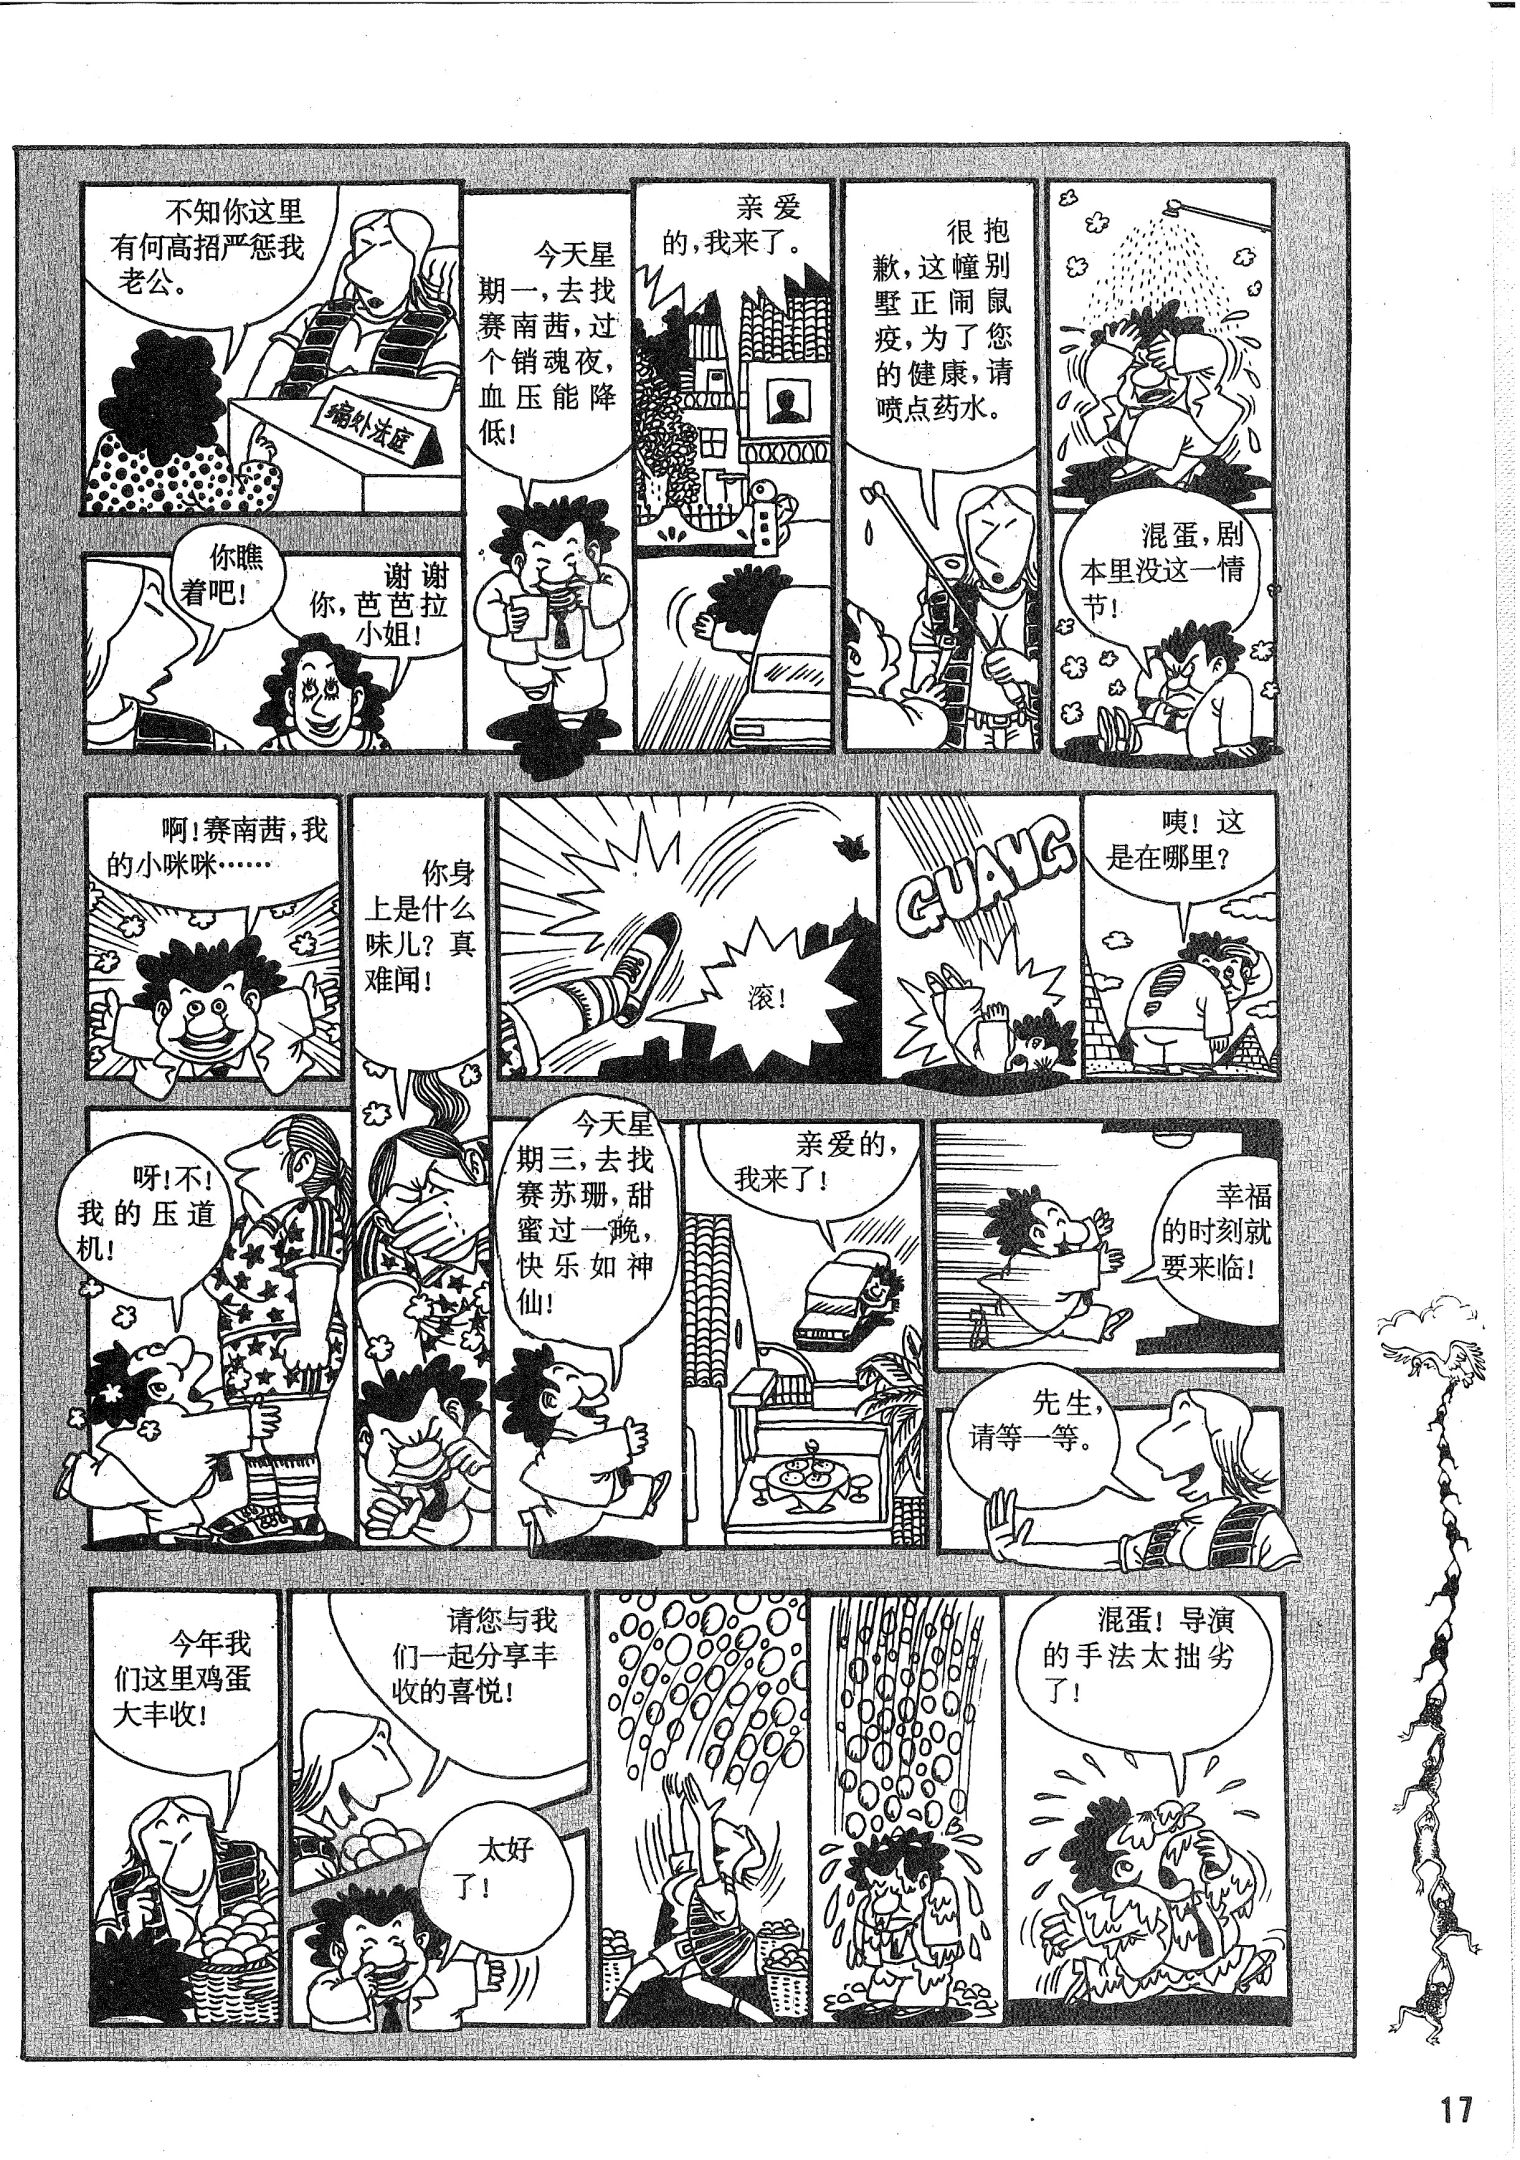 不知你这里
有何高招严惩我
老公。
惩处法庭
你瞧
着吧！
谢谢
你，芭芭拉
小姐！
今天星
期一，去找
赛南茜，过
个销魂夜，
血压能降
低！
亲爱
的，我来了。
很抱
歉，这幢别
墅正闹鼠
疫，为了您
的健康，请
喷点药水。
混蛋，剧
本里没这一情
节！
啊！赛南茜，我
的小咪咪……
你身
上是什么
味儿？真
难闻！
滚！
GUANG
咦！这
是在哪里？
呀！不！
我的压道
机！
今天星
期三，去找
赛苏珊，甜
蜜过一晚，
快乐如神
仙！
亲爱的，
我来了！
幸福
的时刻就
要来临！
先生，
请等一等。
今年我
们这里鸡蛋
大丰收！
请您与我
们一起分享丰
收的喜悦！
太好
了！
混蛋！导演
的手法太拙劣
了！
17